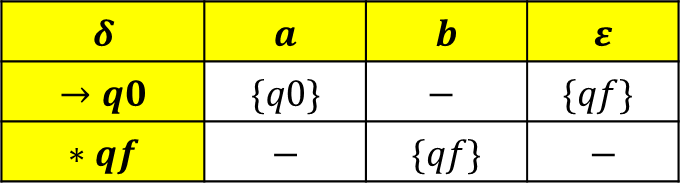 δ a b ε
→ q0 {q0} − {qf}
* qf − {qf} −